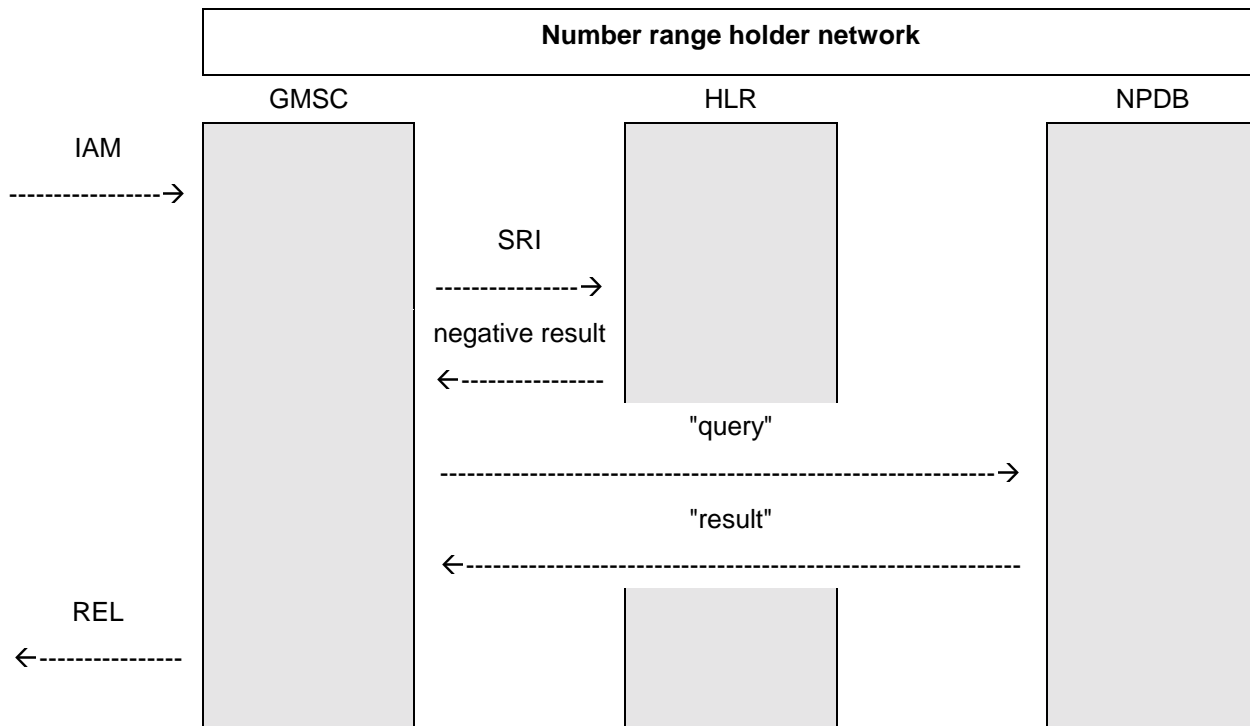 Number range holder network
GMSC HLR NPDB
IAM
SRI
negative result
"query"
"result"
REL